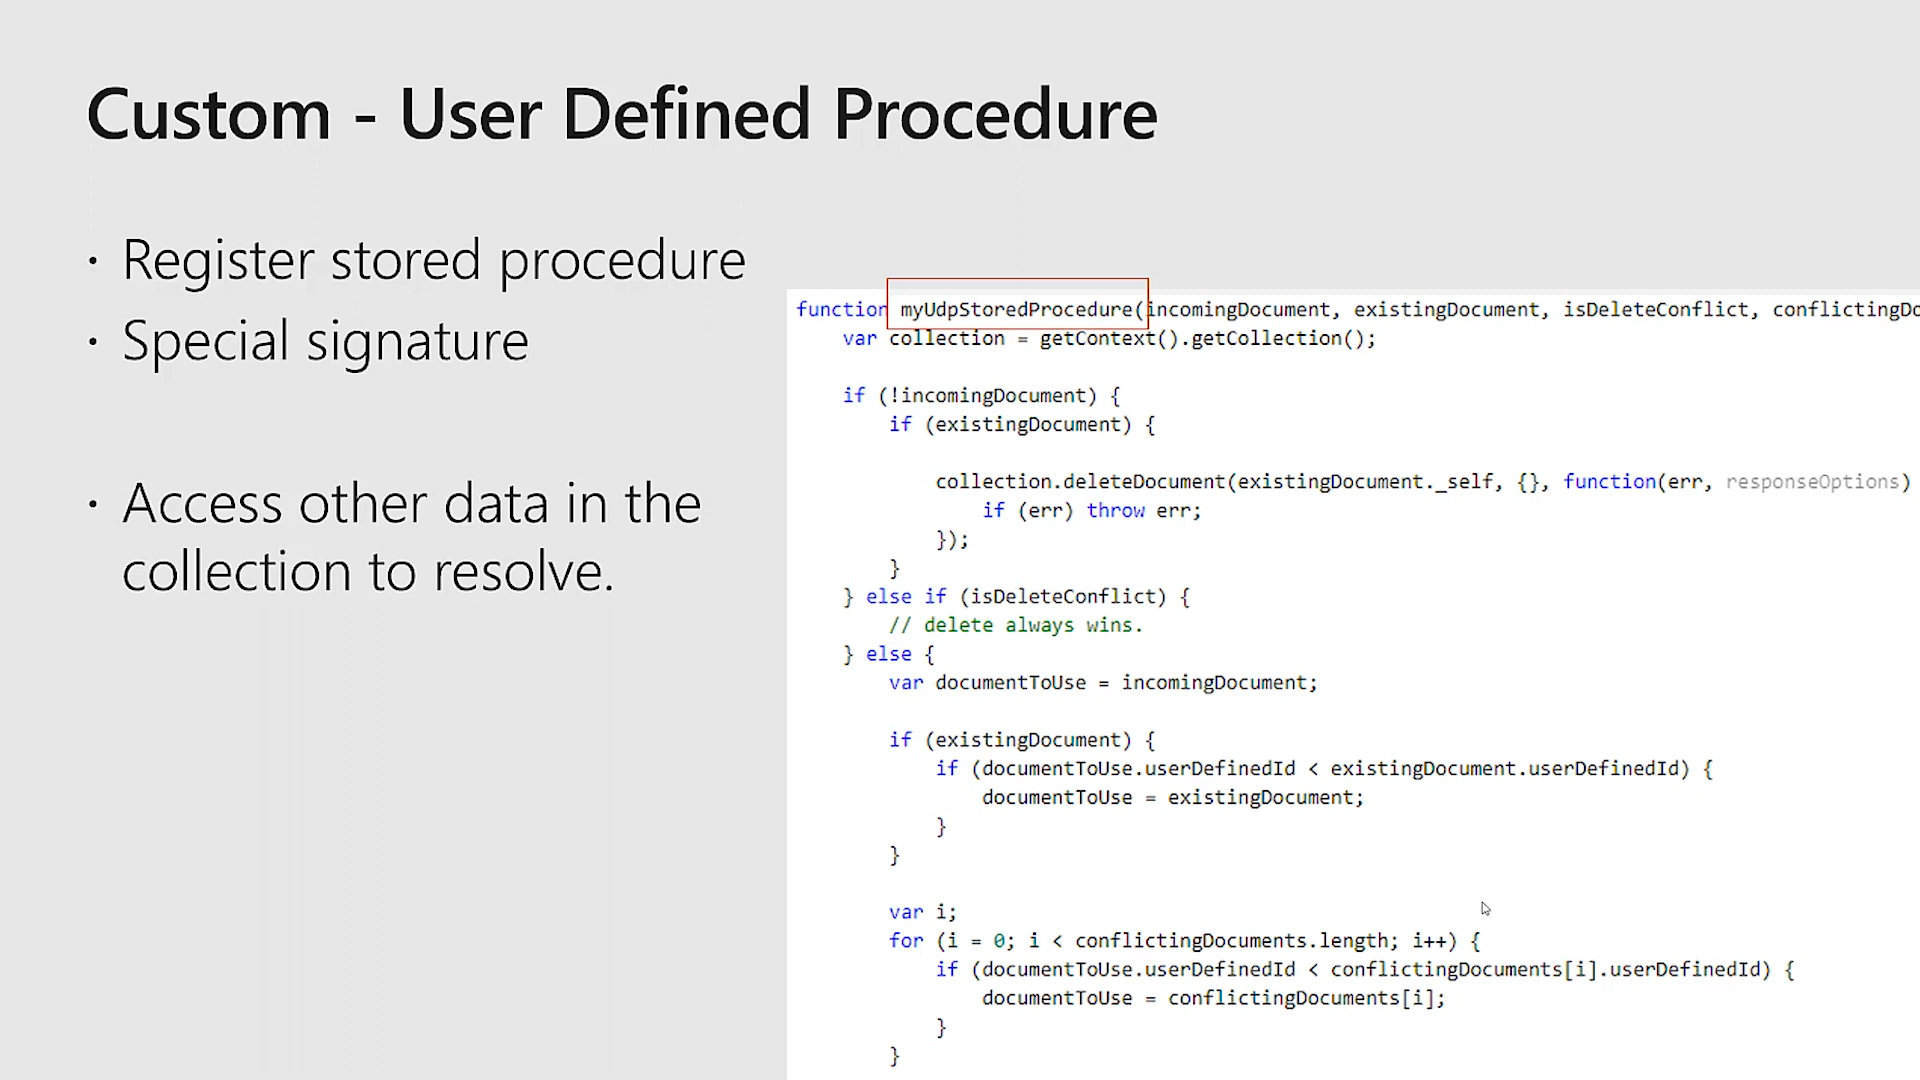 Custom - User Defined Procedure
· Register stored procedure
· Special signature
· Access other data in the
collection to resolve.
function myUdpStoredProcedure(incomingDocument, existingDocument, isDeleteConflict, conflictingDo
var collection = getContext().getCollection();
if (!incomingDocument) {
if (existingDocument) {
collection.deleteDocument(existingDocument._self, {}, function(err, responseOptions)
if (err) throw err;
});
}
} else if (isDeleteConflict) {
// delete always wins.
} else {
var documentToUse = incomingDocument;
if (existingDocument) {
if (documentToUse.userDefinedId < existingDocument.userDefinedId) {
documentToUse = existingDocument;
}
}
var i;
for (i = 0; i < conflictingDocuments.length; i++) {
if (documentToUse.userDefinedId < conflictingDocuments[i].userDefinedId) {
documentToUse = conflictingDocuments[i];
}
}